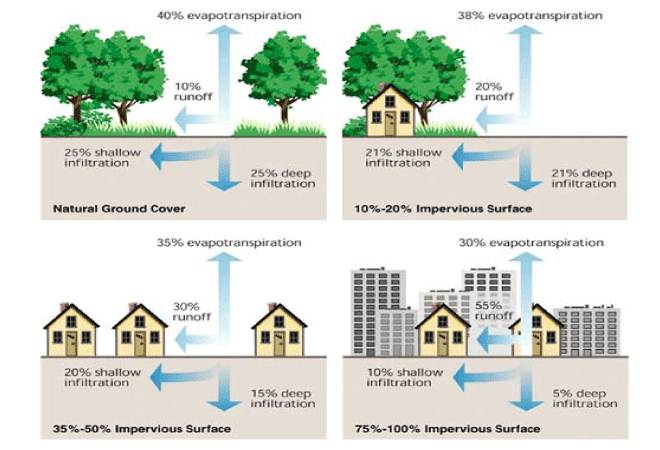 40% evapotranspiration
10%
runoff
25% shallow
infiltration
25% deep
infiltration
Natural Ground Cover
38% evapotranspiration
20%
runoff
21% shallow
infiltration
21% deep
infiltration
10%-20% Impervious Surface
35% evapotranspiration
30%
runoff
20% shallow
infiltration
15% deep
infiltration
35%-50% Impervious Surface
30% evapotranspiration
55%
runoff
10% shallow
infiltration
5% deep
infiltration
75%-100% Impervious Surface